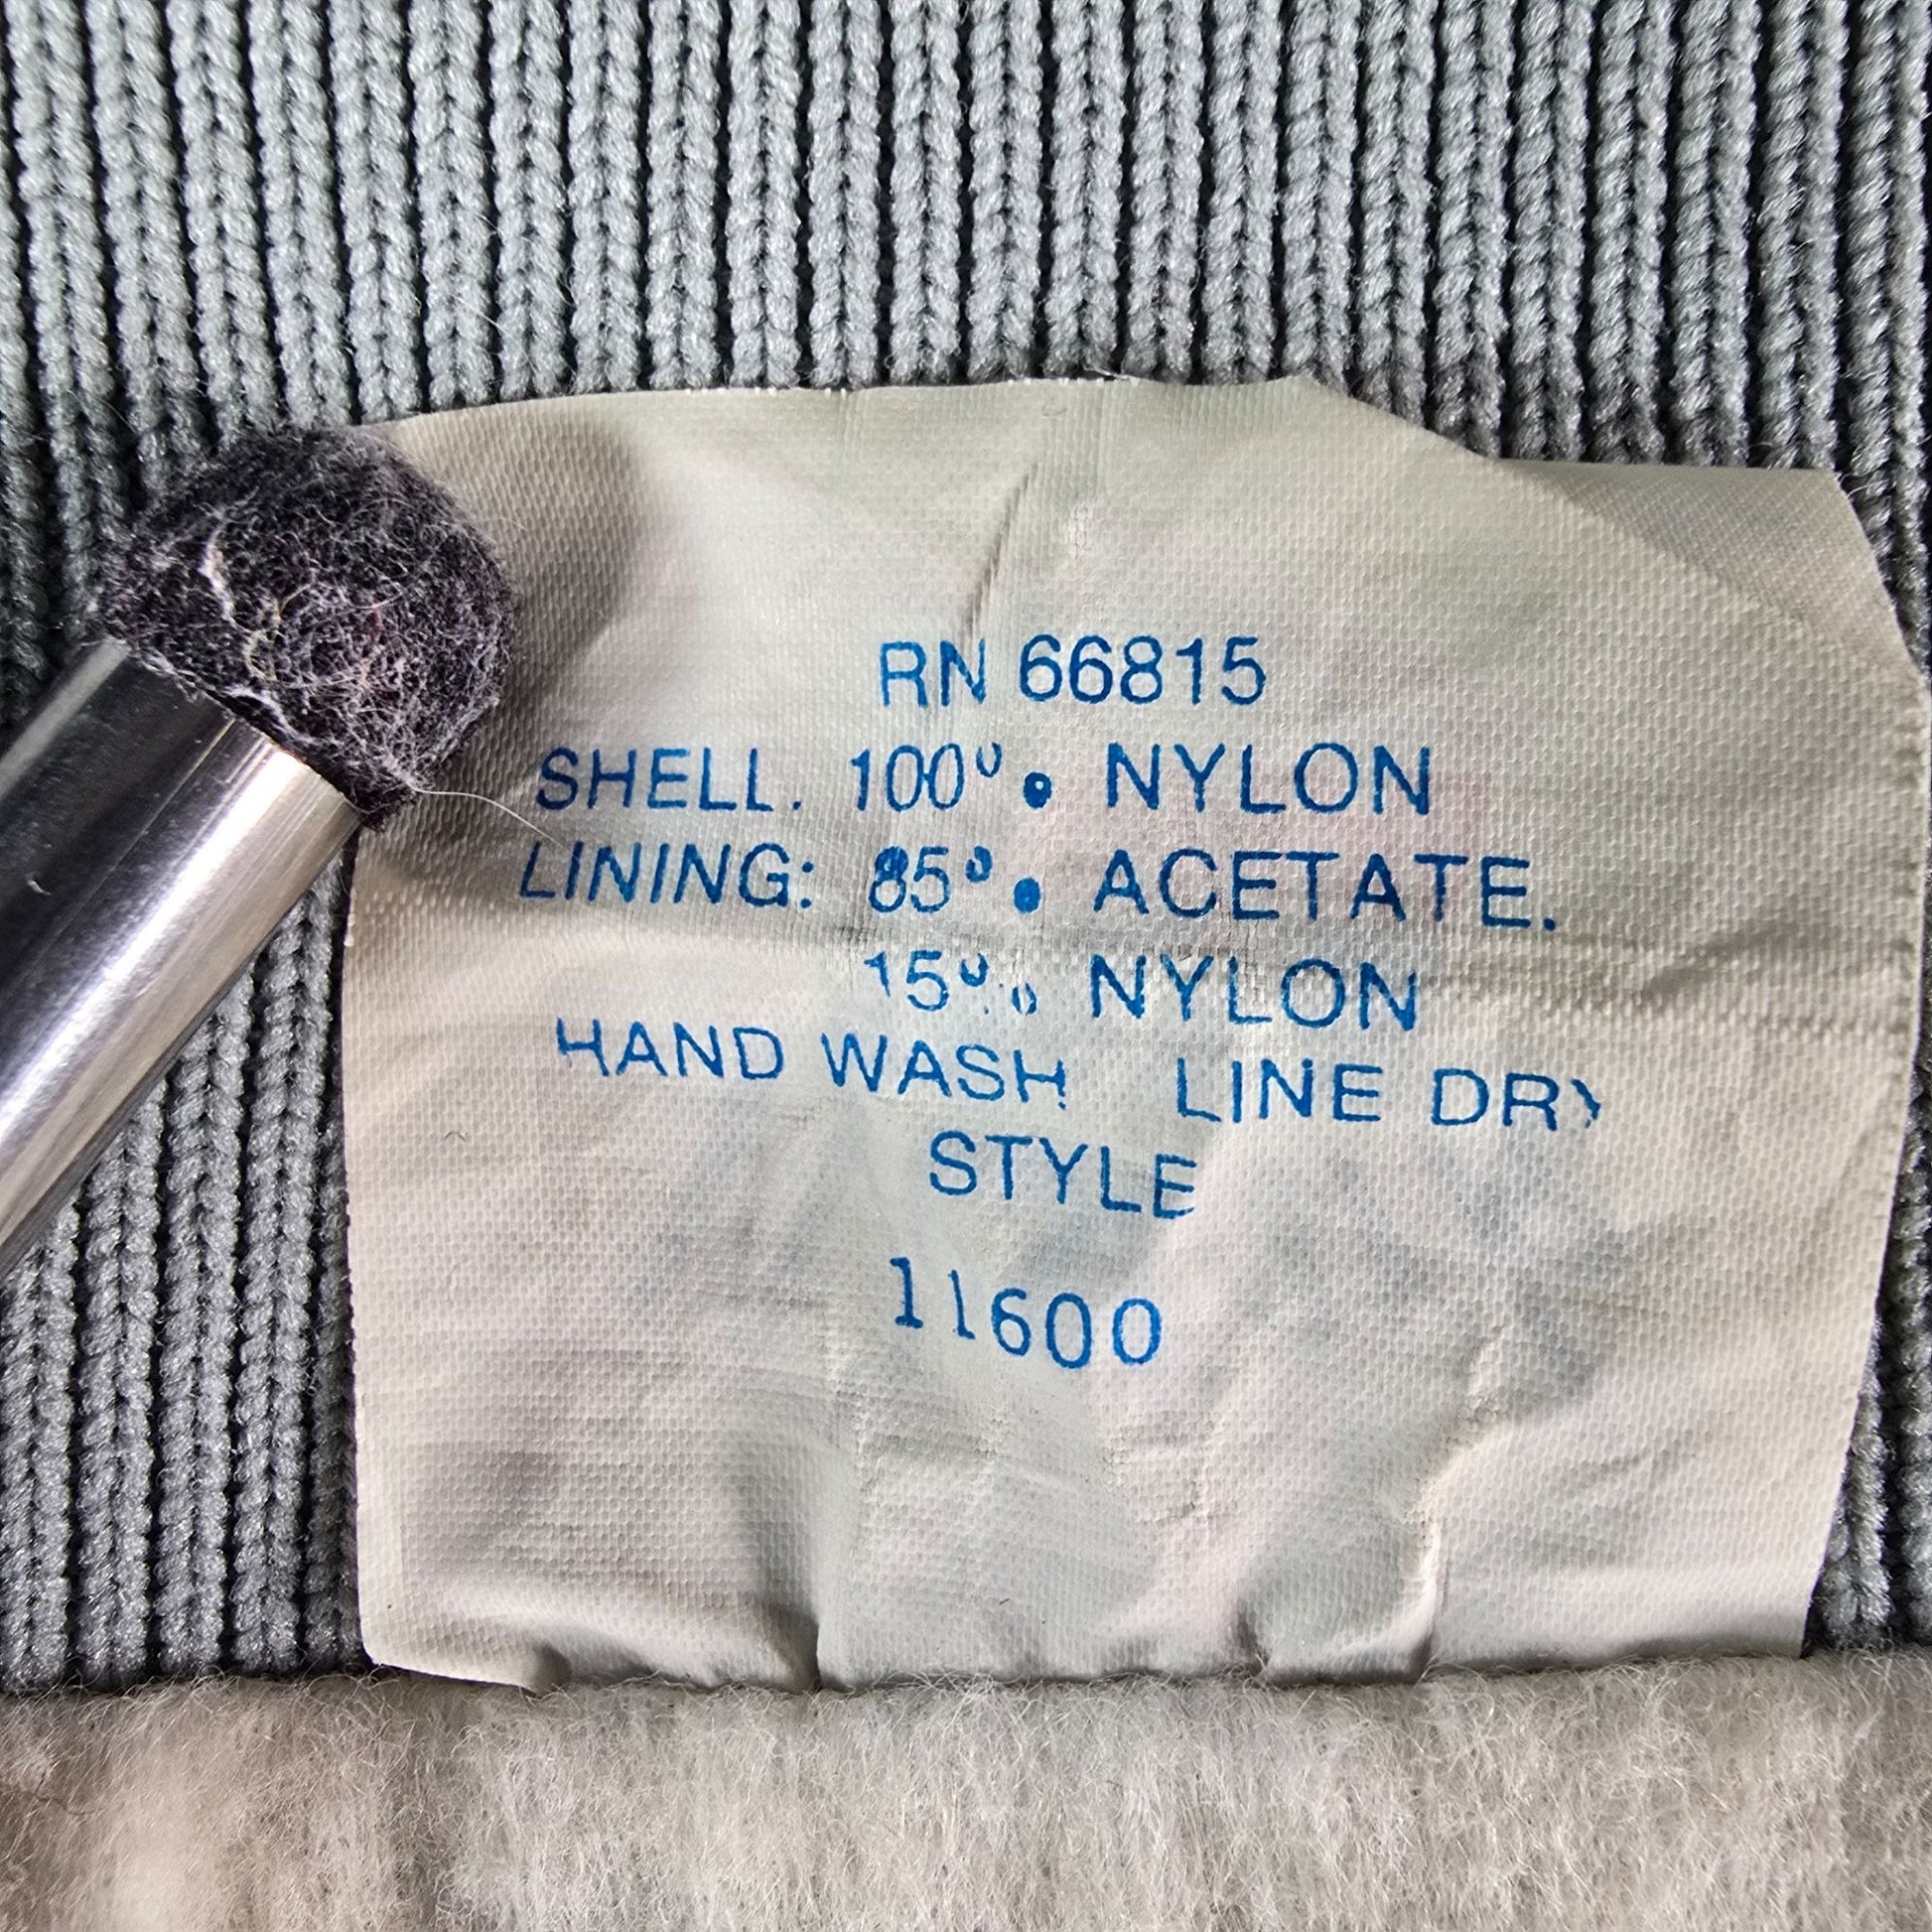 RN 66815
SHELL. 100% NYLON
LINING: 85% ACETATE.
15% NYLON
HAND WASH LINE DRY
STYLE
11600